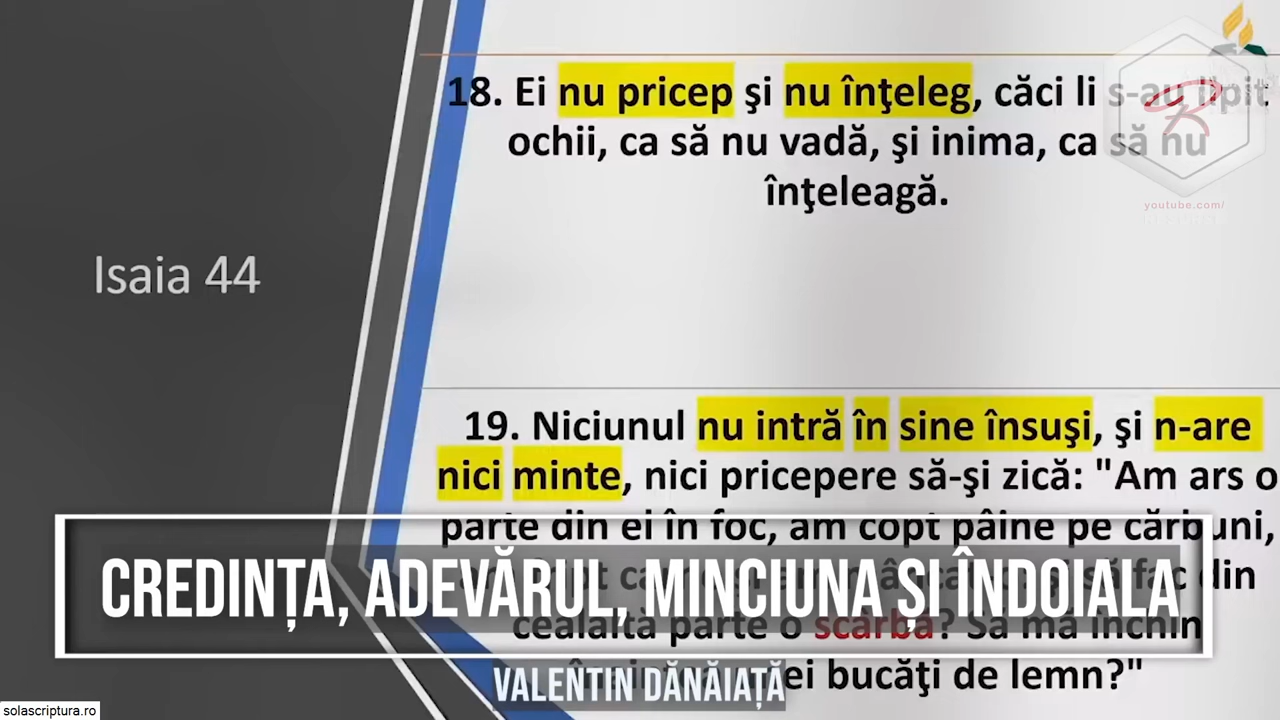 18. Ei nu pricep şi nu înţeleg, căci li s-au lipit
ochii, ca să nu vadă, şi inima, ca să nu
înţeleagă.
youtube.com/
Isaia 44
19. Niciunul nu intră în sine însuşi, şi n-are
nici minte, nici pricepere să-şi zică: "Am ars o
parte din el în foc, am copt pâine pe cărbuni,
din
CREDINȚA, ADEVĂRUL, MINCIUNA ȘI ÎNDOIALA
cealaltă parte o scârbă? Să mă închin
ei bucăţi de lemn?"
VALENTIN DĂNĂIAȚĂ
solascriptura.ro